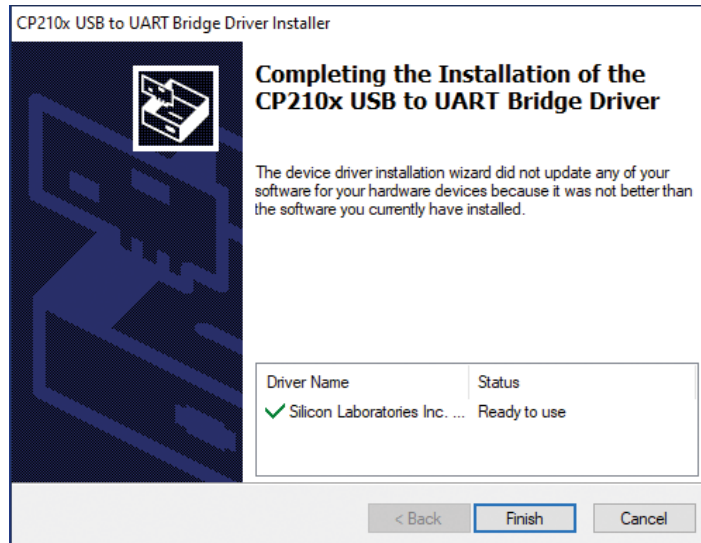 CP210x USB to UART Bridge Driver Installer
Completing the Installation of the
CP210x USB to UART Bridge Driver
The device driver installation wizard did not update any of your
software for your hardware devices because it was not better than
the software you currently have installed.
Driver Name Status
Silicon Laboratories Inc. ... Ready to use
< Back Finish Cancel